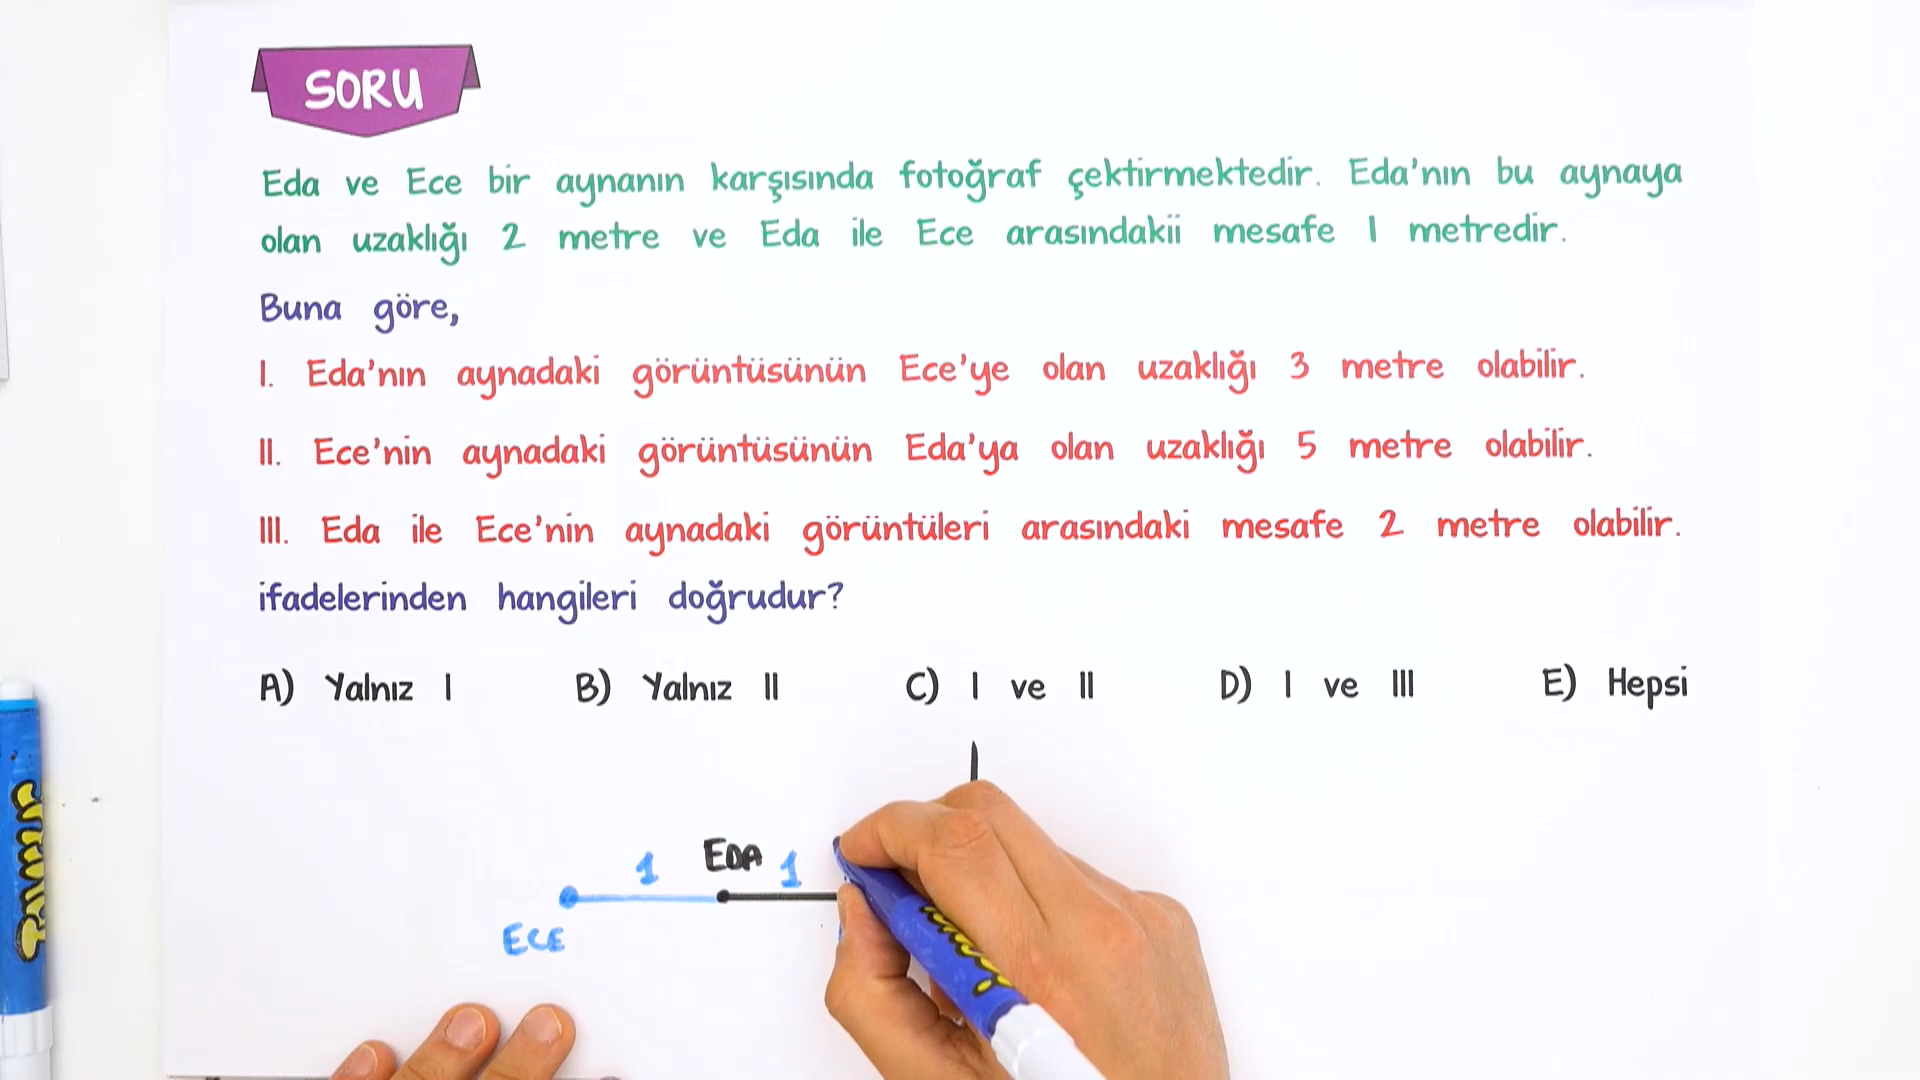 SORU
Eda ve Ece bir aynanın karşısında fotoğraf çektirmektedir. Eda'nın bu aynaya
olan uzaklığı 2 metre ve Eda ile Ece arasındakii mesafe 1 metredir.
Buna göre,
I. Eda'nın aynadaki görüntüsünün Ece'ye olan uzaklığı 3 metre olabilir.
II. Ece'nin aynadaki görüntüsünün Eda'ya olan uzaklığı 5 metre olabilir.
III. Eda ile Ece'nin aynadaki görüntüleri arasındaki mesafe 2 metre olabilir.
ifadelerinden hangileri doğrudur?
A) Yalnız I B) Yalnız II C) I ve II D) I ve III E) Hepsi
1 EDA 1
ECE